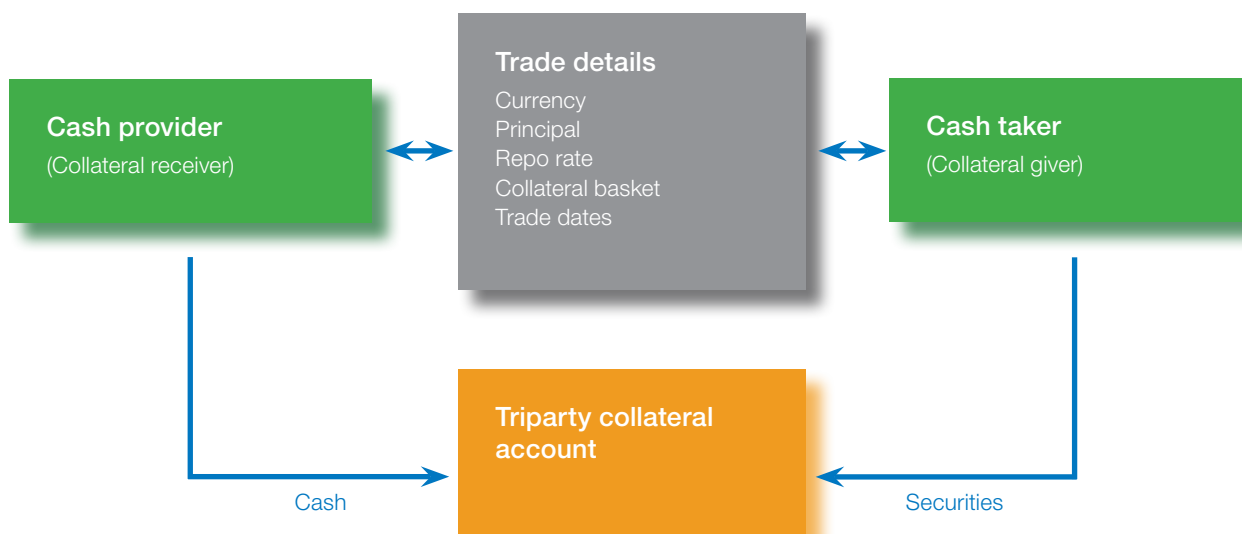 Cash provider
(Collateral receiver)
Trade details
Currency
Principal
Repo rate
Collateral basket
Trade dates
Cash taker
(Collateral giver)
Triparty collateral
account
Cash
Securities